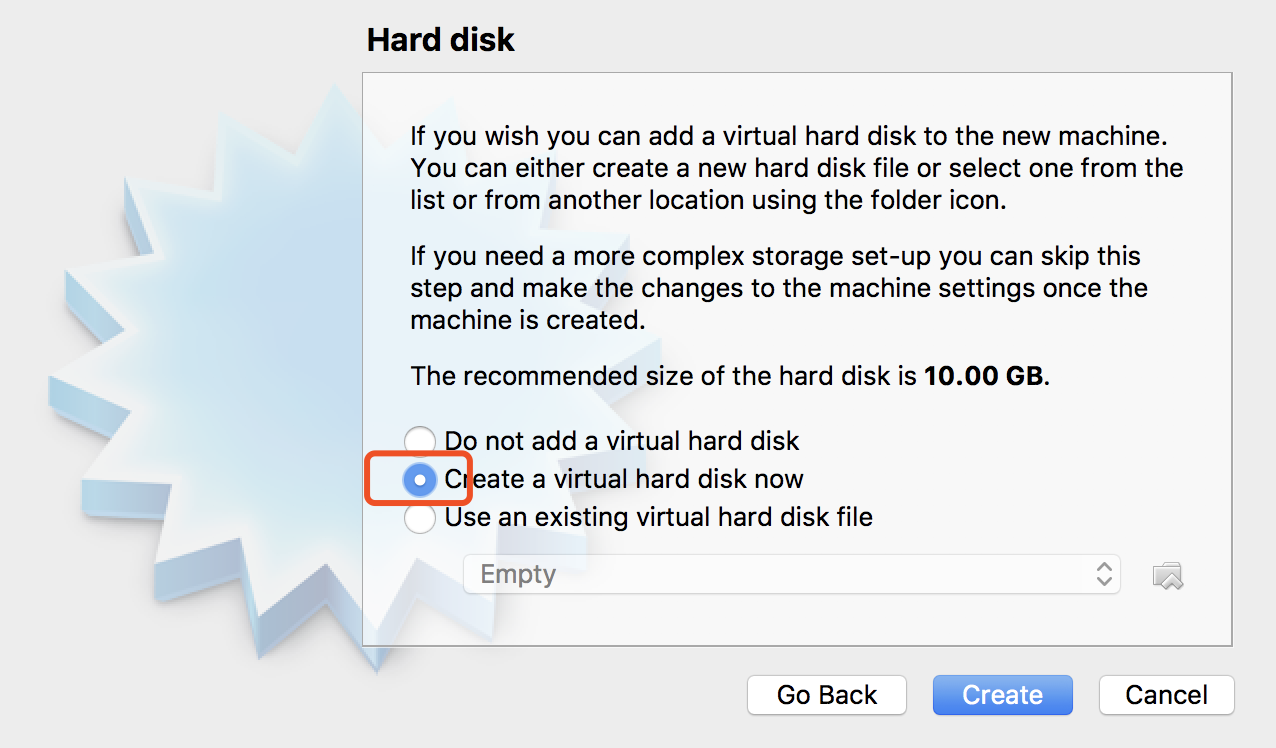 Hard disk
If you wish you can add a virtual hard disk to the new machine.
You can either create a new hard disk file or select one from the
list or from another location using the folder icon.
If you need a more complex storage set-up you can skip this
step and make the changes to the machine settings once the
machine is created.
The recommended size of the hard disk is 10.00 GB.
Do not add a virtual hard disk
Create a virtual hard disk now
Use an existing virtual hard disk file
Empty
Go Back
Create
Cancel